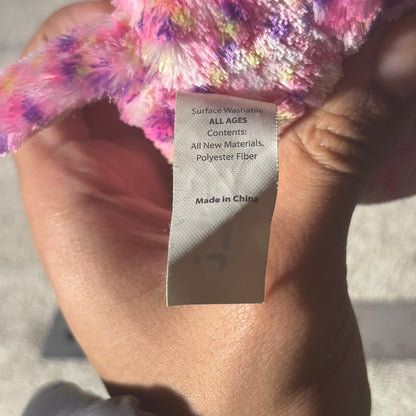 Surface Washable
ALL AGES
Contents:
All New Materials,
Polyester Fiber
Made in China